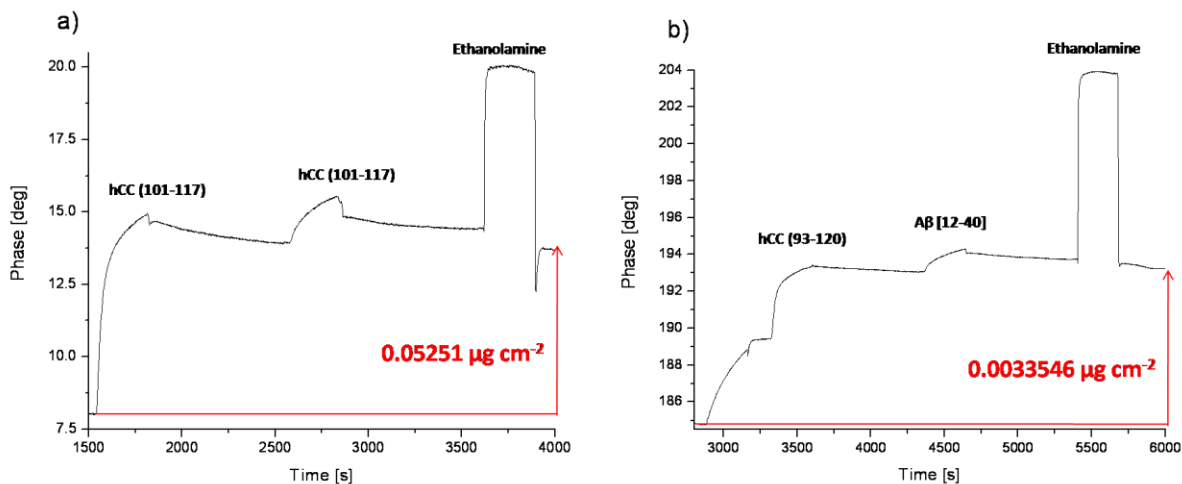 a)
Ethanolamine
hCC (101-117)
hCC (101-117)
0.05251 µg cm⁻²
Phase [deg]
20.0
17.5
15.0
12.5
10.0
7.5
1500
2000
2500
3000
3500
4000
Time [s]
b)
Ethanolamine
hCC (93-120)
Aβ [12-40]
0.0033546 µg cm⁻²
Phase [deg]
204
202
200
198
196
194
192
190
188
186
3000
3500
4000
4500
5000
5500
6000
Time [s]